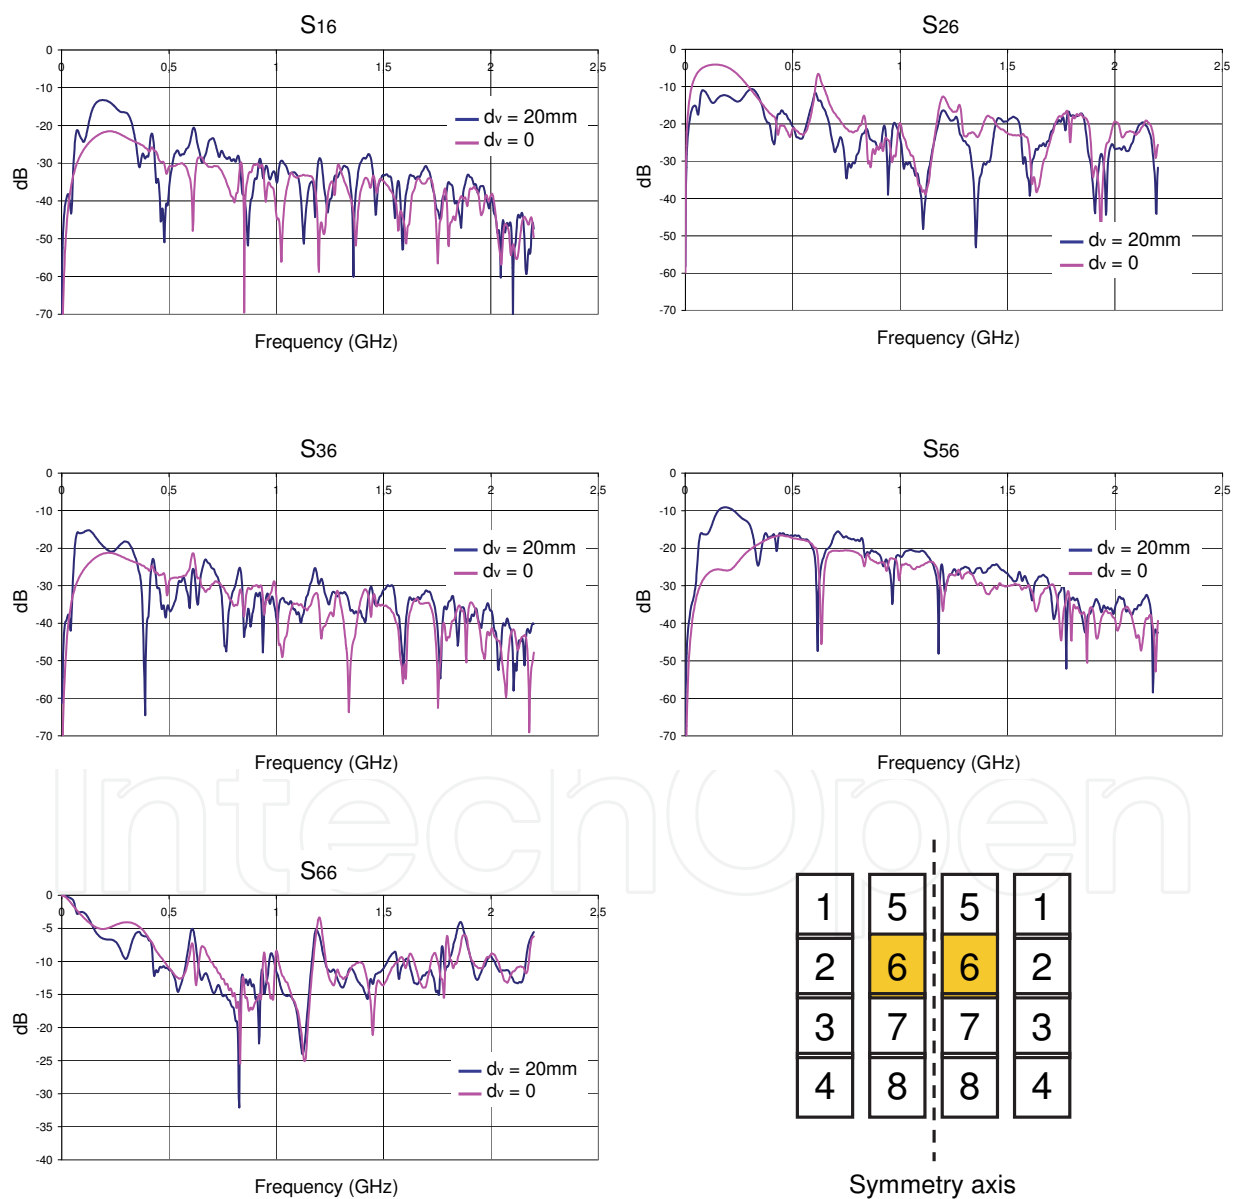 S16
S26
0
-10
-20
-30
-40
-50
-60
-70
0 0.5 1 1.5 2 2.5
dB
dv = 20mm
dv = 0
Frequency (GHz)
0
-10
-20
-30
-40
-50
-60
-70
0 0.5 1 1.5 2 2.5
dB
dv = 20mm
dv = 0
Frequency (GHz)
S36
S56
0
-10
-20
-30
-40
-50
-60
-70
0 0.5 1 1.5 2 2.5
dB
dv = 20mm
dv = 0
Frequency (GHz)
0
-10
-20
-30
-40
-50
-60
-70
0 0.5 1 1.5 2 2.5
dB
dv = 20mm
dv = 0
Frequency (GHz)
IntechOpen
S66
0
-5
-10
-15
-20
-25
-30
-35
-40
0 0.5 1 1.5 2 2.5
dB
dv = 20mm
dv = 0
Frequency (GHz)
1 5 5 1
2 6 6 2
3 7 7 3
4 8 8 4
Symmetry axis